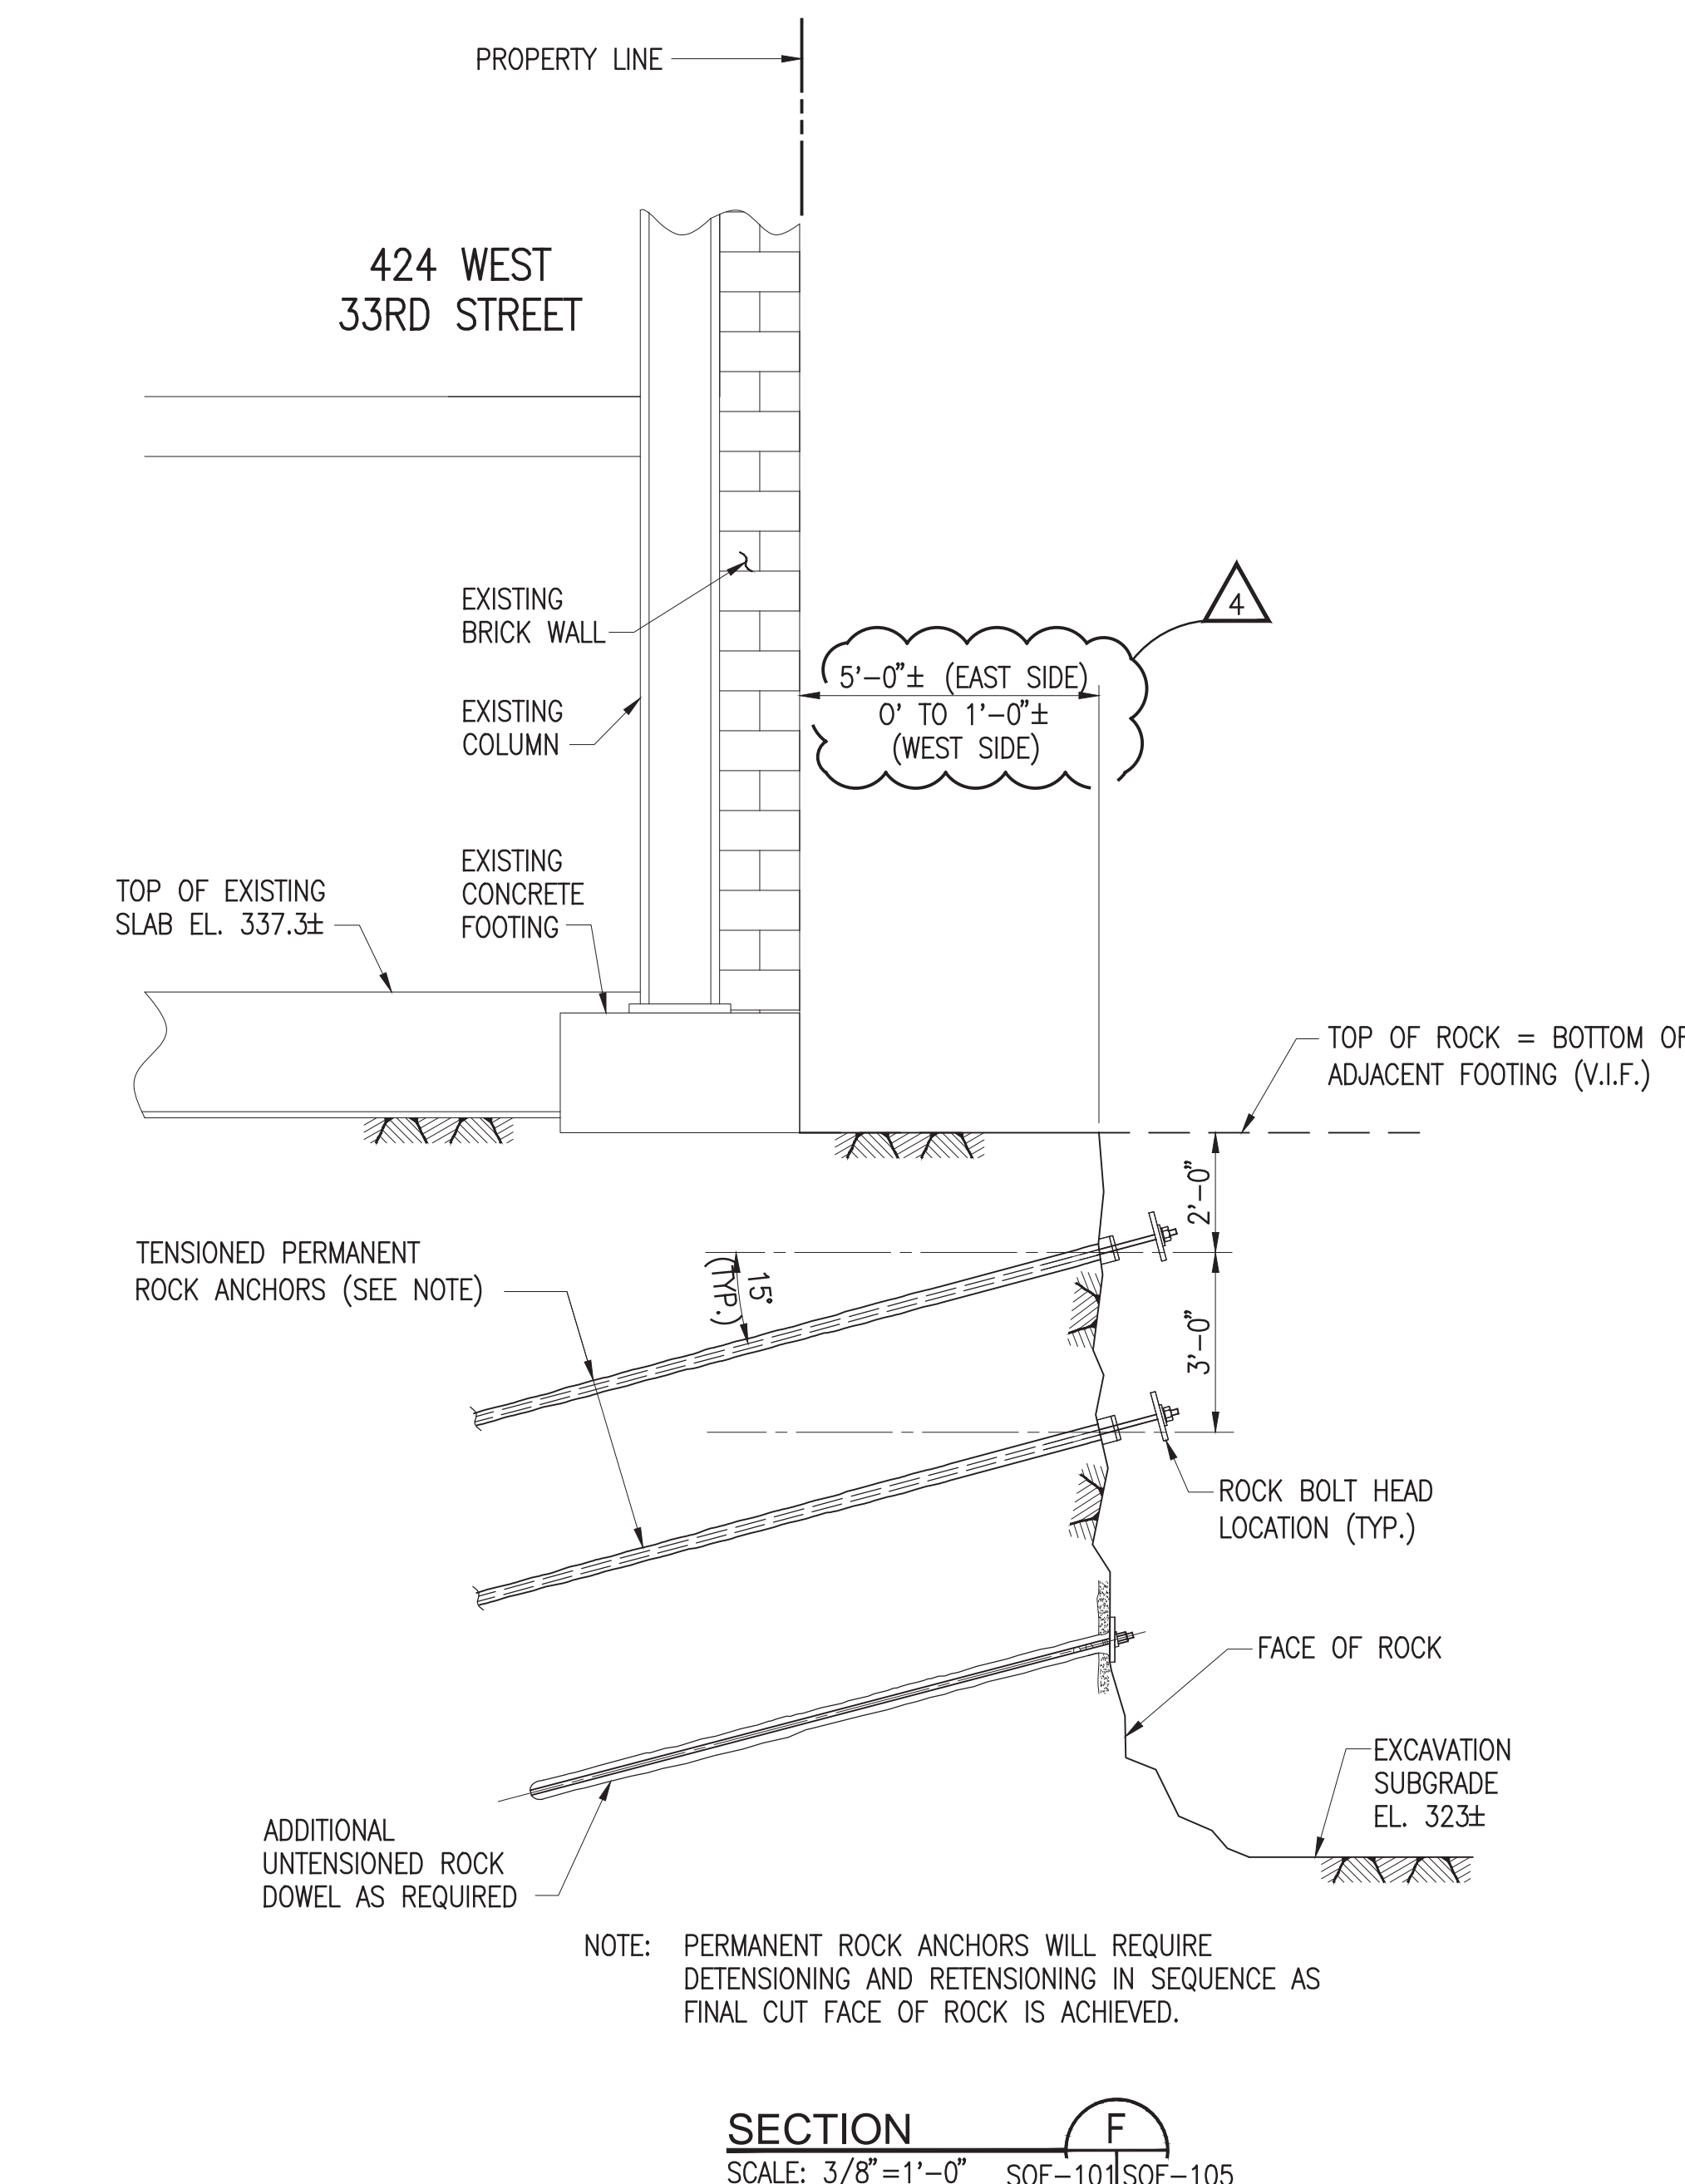 PROPERTY LINE
424 WEST
33RD STREET
4
EXISTING
BRICK WALL
5'-0"± (EAST SIDE)
0' TO 1'-0"±
(WEST SIDE)
EXISTING
COLUMN
EXISTING
CONCRETE
FOOTING
TOP OF EXISTING
SLAB EL. 337.3±
TOP OF ROCK = BOTTOM OF
ADJACENT FOOTING (V.I.F.)
2'-0"
TENSIONED PERMANENT
ROCK ANCHORS (SEE NOTE)
15°
(TYP.)
3'-0"
ROCK BOLT HEAD
LOCATION (TYP.)
FACE OF ROCK
EXCAVATION
SUBGRADE
EL. 323±
ADDITIONAL
UNTENSIONED ROCK
DOWEL AS REQUIRED
NOTE: PERMANENT ROCK ANCHORS WILL REQUIRE
DETENSIONING AND RETENSIONING IN SEQUENCE AS
FINAL CUT FACE OF ROCK IS ACHIEVED.
SECTION
F
SCALE: 3/8"=1'-0"
SOE-101 SOE-105